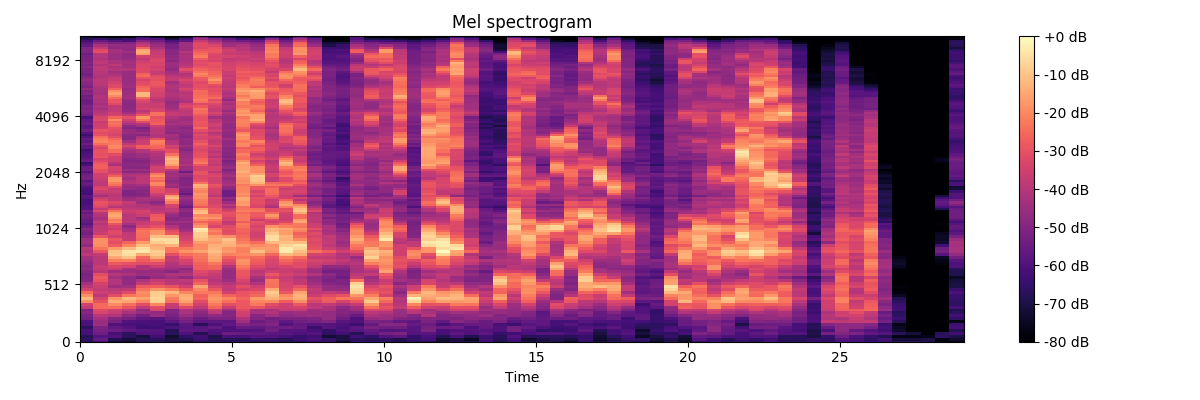 Mel spectrogram
8192
4096
2048
1024
512
0
Hz
0 5 10 15 20 25
Time
+0 dB
-10 dB
-20 dB
-30 dB
-40 dB
-50 dB
-60 dB
-70 dB
-80 dB